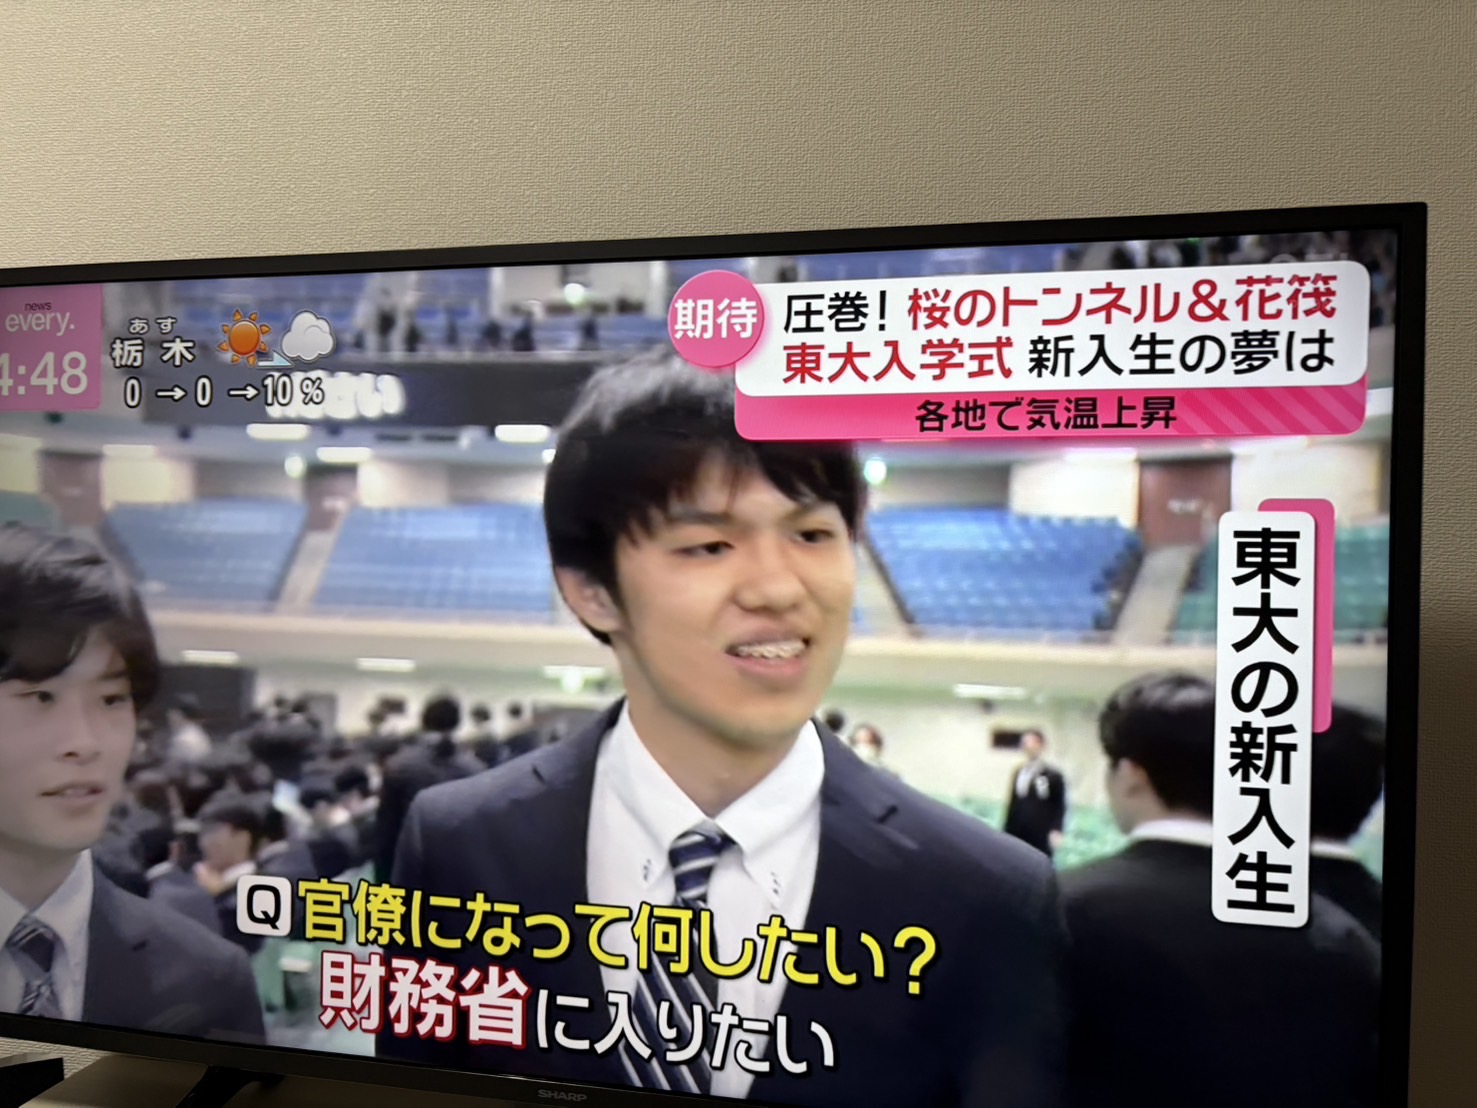 news
every.
4:48
あす
栃木
0→0→10%
期待
圧巻!桜のトンネル&花筏
東大入学式 新入生の夢は
各地で気温上昇
東大の新入生
Q官僚になって何したい?
財務省に入りたい
SHARP